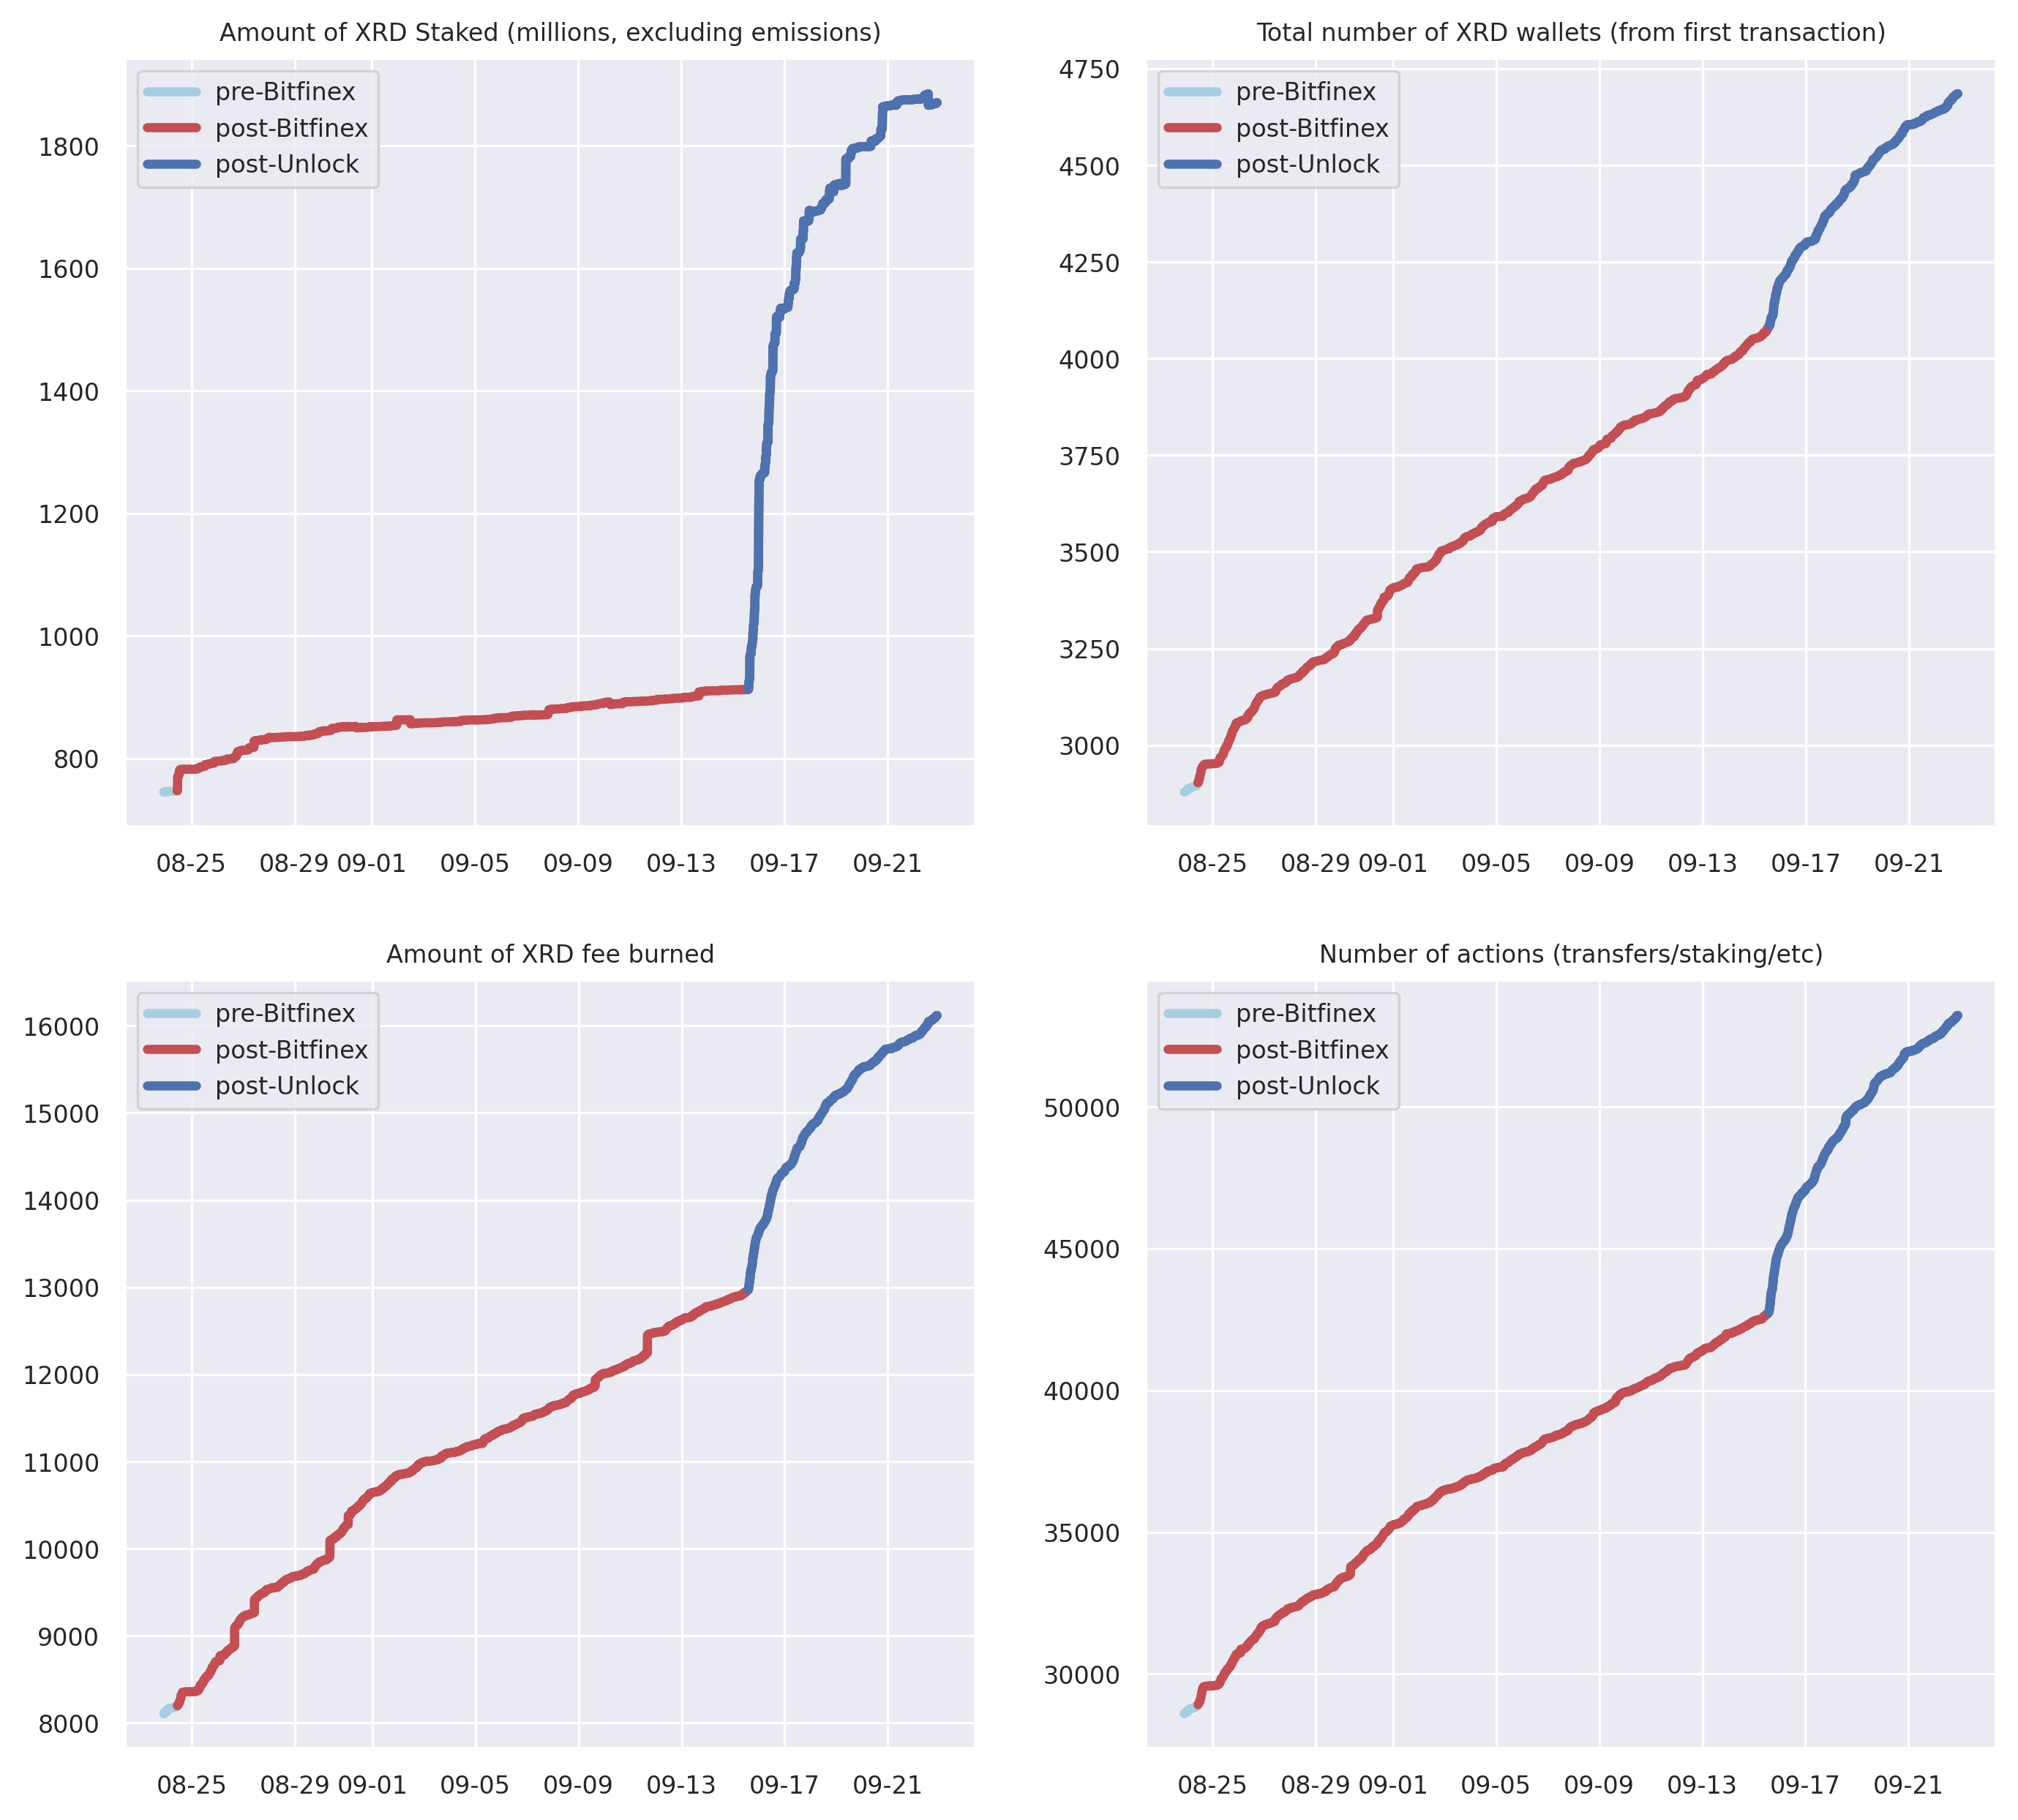 Amount of XRD Staked (millions, excluding emissions)
pre-Bitfinex
post-Bitfinex
post-Unlock
1800
1600
1400
1200
1000
800
08-25 08-29 09-01 09-05 09-09 09-13 09-17 09-21
Total number of XRD wallets (from first transaction)
pre-Bitfinex
post-Bitfinex
post-Unlock
4750
4500
4250
4000
3750
3500
3250
3000
08-25 08-29 09-01 09-05 09-09 09-13 09-17 09-21
Amount of XRD fee burned
pre-Bitfinex
post-Bitfinex
post-Unlock
16000
15000
14000
13000
12000
11000
10000
9000
8000
08-25 08-29 09-01 09-05 09-09 09-13 09-17 09-21
Number of actions (transfers/staking/etc)
pre-Bitfinex
post-Bitfinex
post-Unlock
50000
45000
40000
35000
30000
08-25 08-29 09-01 09-05 09-09 09-13 09-17 09-21